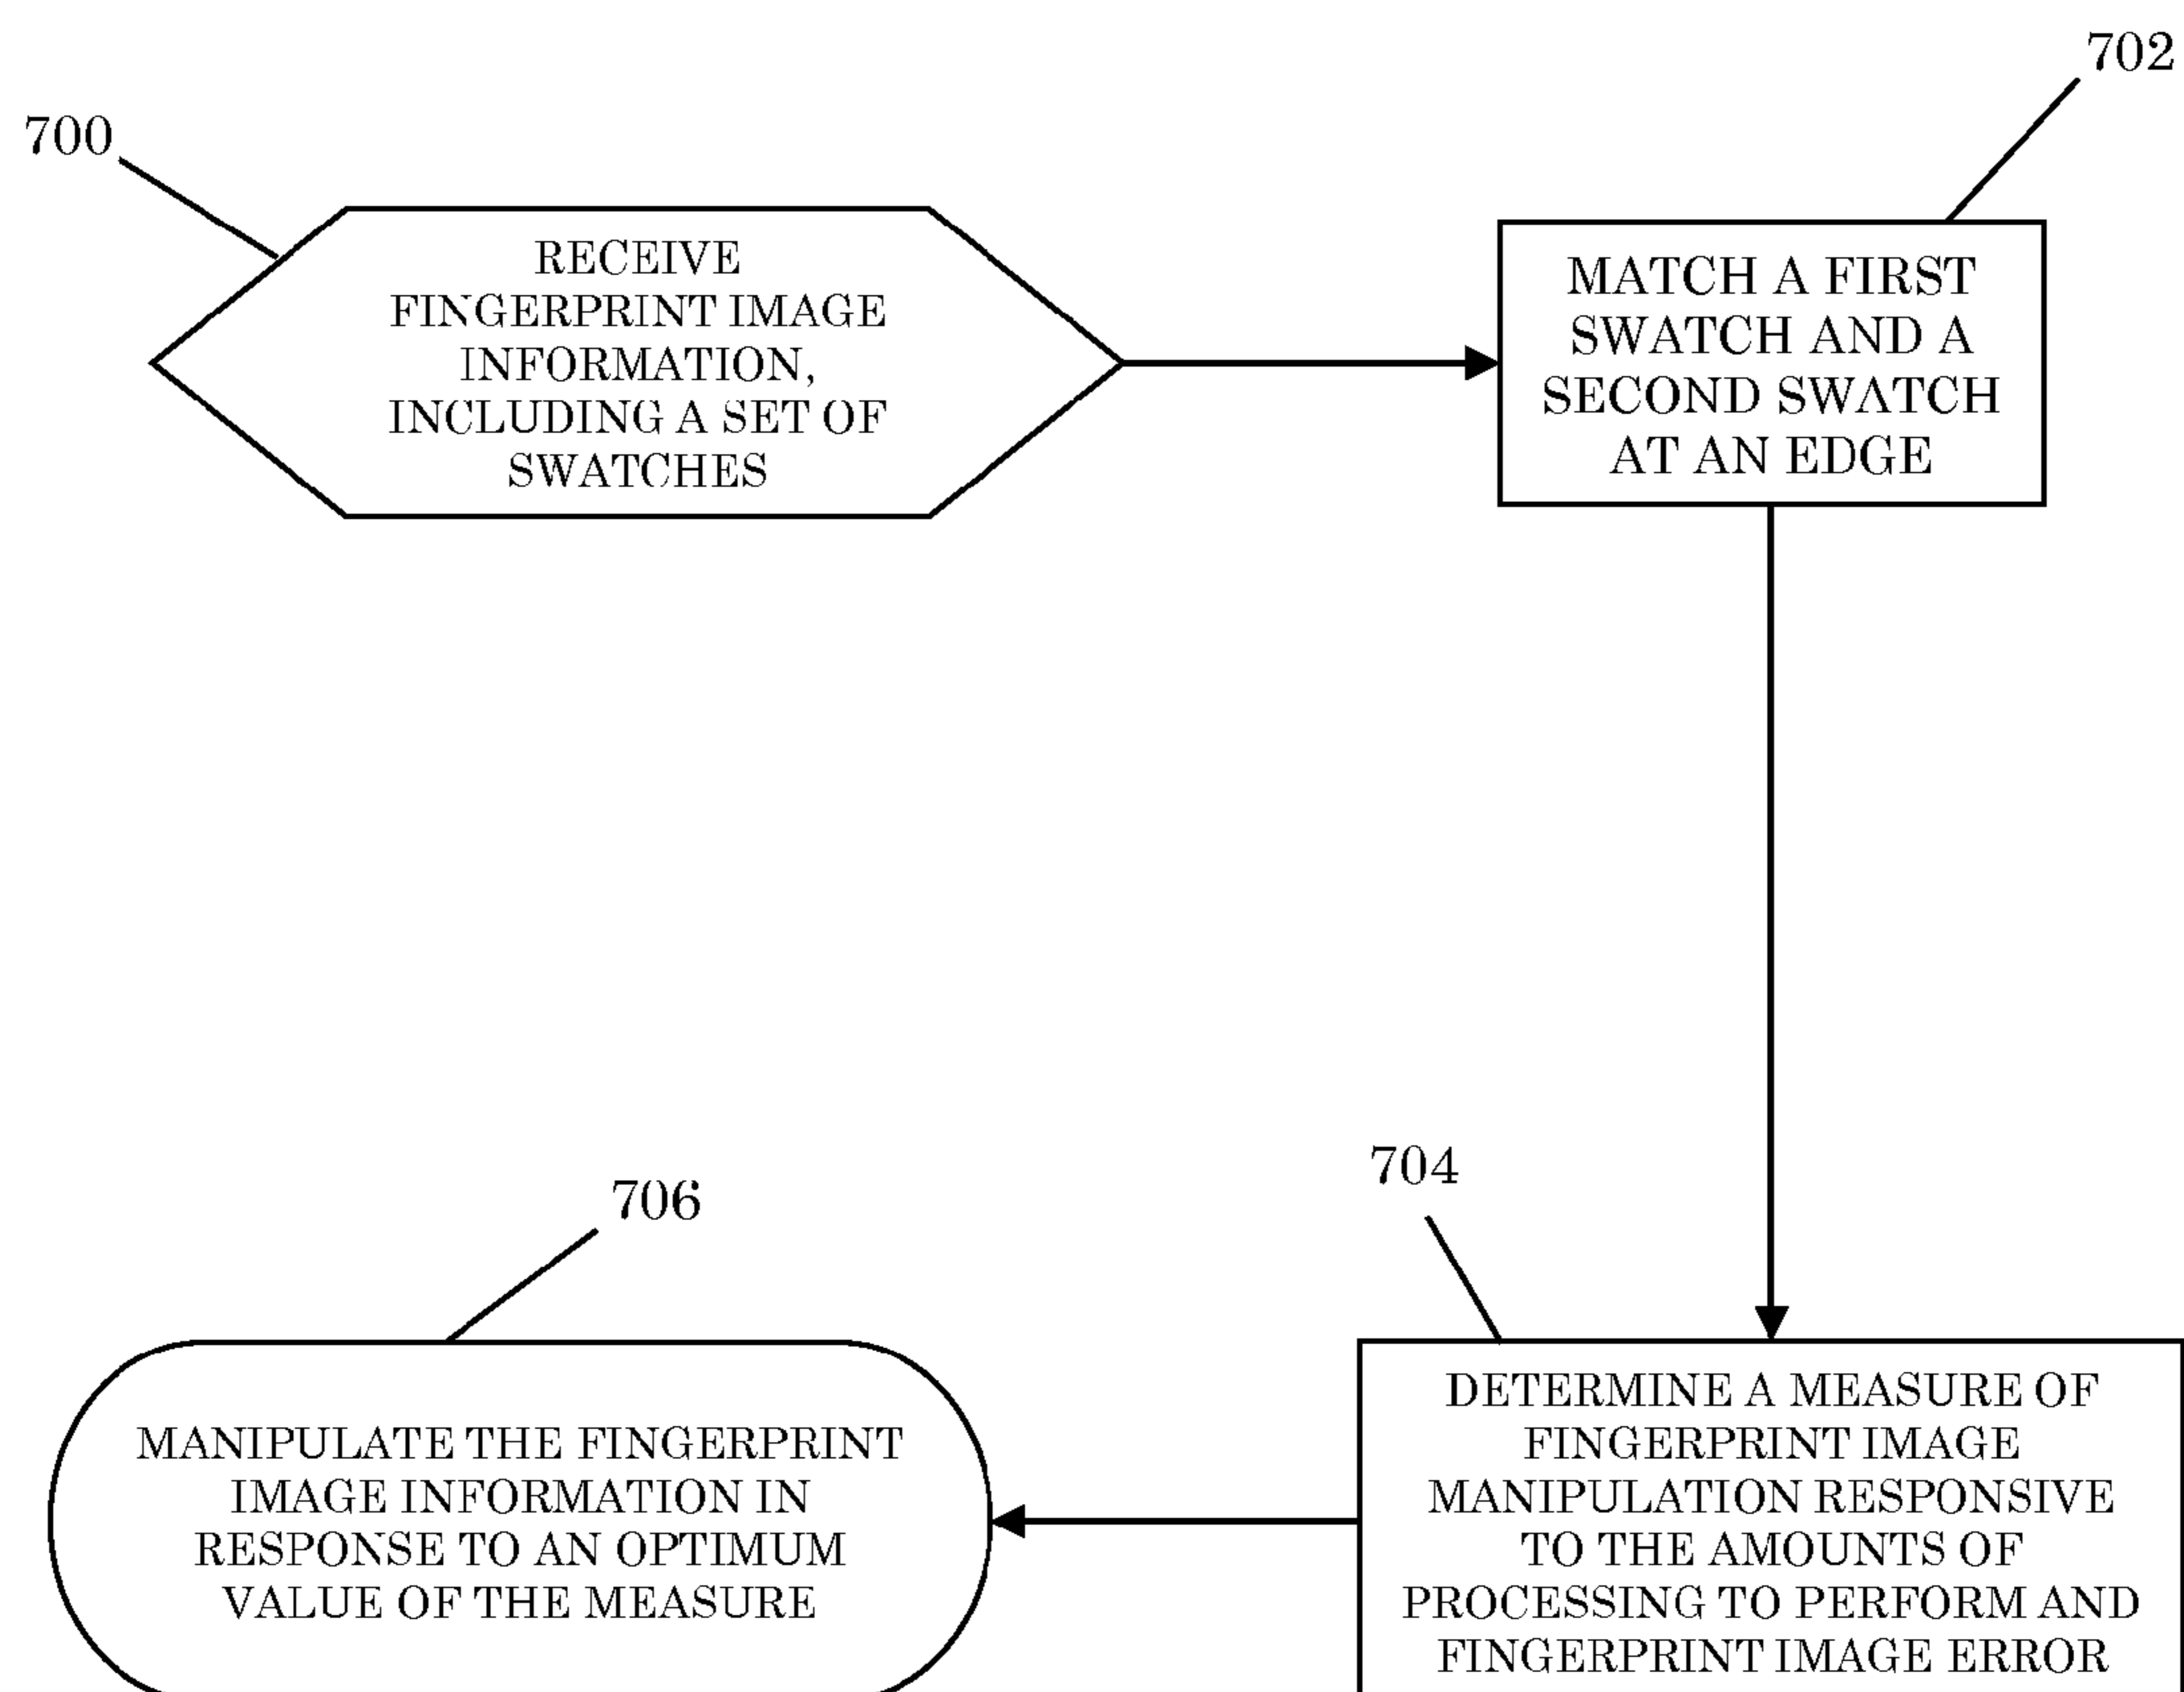 702
700
RECEIVE
FINGERPRINT IMAGE
INFORMATION,
INCLUDING A SET OF
SWATCHES
MATCH A FIRST
SWATCH AND A
SECOND SWATCH
AT AN EDGE
704
706
DETERMINE A MEASURE OF
FINGERPRINT IMAGE
MANIPULATION RESPONSIVE
TO THE AMOUNTS OF
PROCESSING TO PERFORM AND
FINGERPRINT IMAGE ERROR
MANIPULATE THE FINGERPRINT
IMAGE INFORMATION IN
RESPONSE TO AN OPTIMUM
VALUE OF THE MEASURE